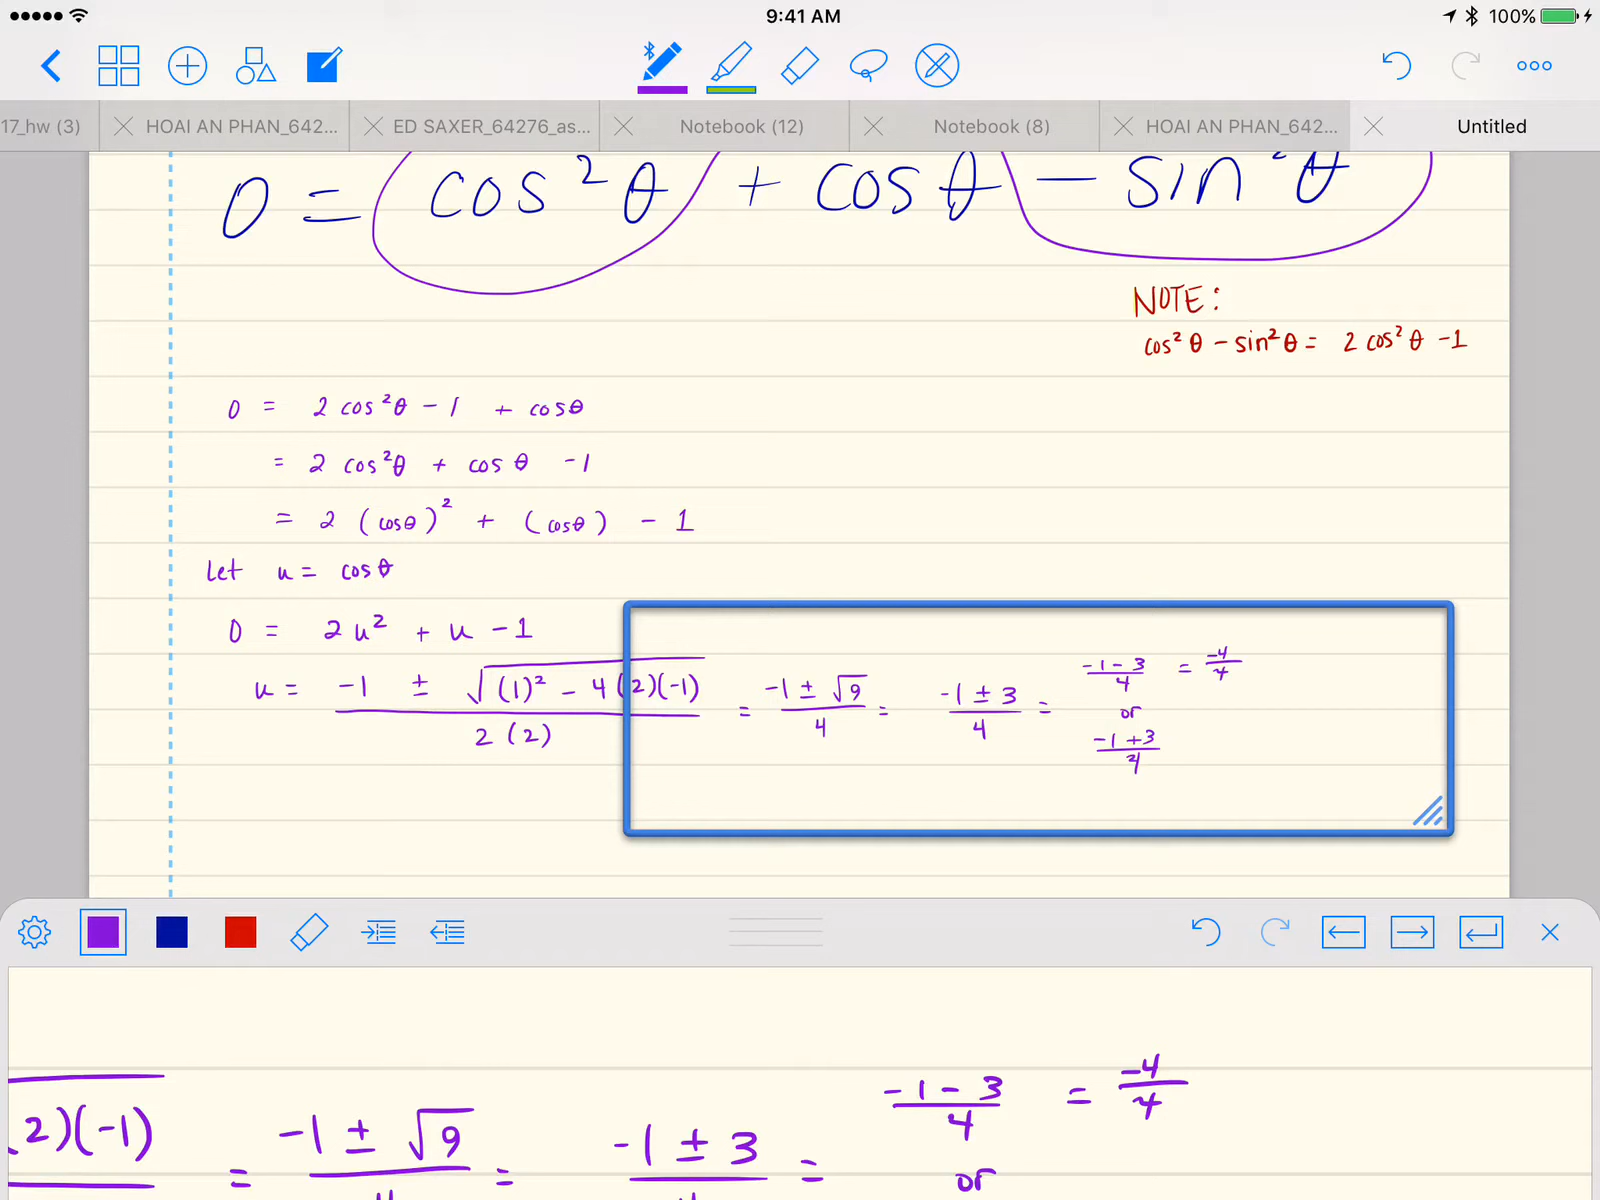 9:41 AM
100%
17_hw (3)
HOAI AN PHAN_642...
ED SAXER_64276_as...
Notebook (12)
Notebook (8)
HOAI AN PHAN_642...
Untitled
0 = cos²θ + cosθ - sin²θ
NOTE:
cos²θ - sin²θ = 2cos²θ - 1
0 = 2 cos²θ - 1 + cosθ
= 2 cos²θ + cos θ - 1
= 2 (cosθ)² + (cosθ) - 1
Let u = cosθ
0 = 2u² + u - 1
u = -1 ± √(1)² - 4(2)(-1) / 2(2) = -1 ± √9 / 4 = -1 ± 3 / 4 = -1 - 3 / 4 = -4 / 4
or
-1 + 3 / 4
2)(-1) = -1 ± √9 / 4 = -1 ± 3 / 4 = -1 - 3 / 4 = -4 / 4
or